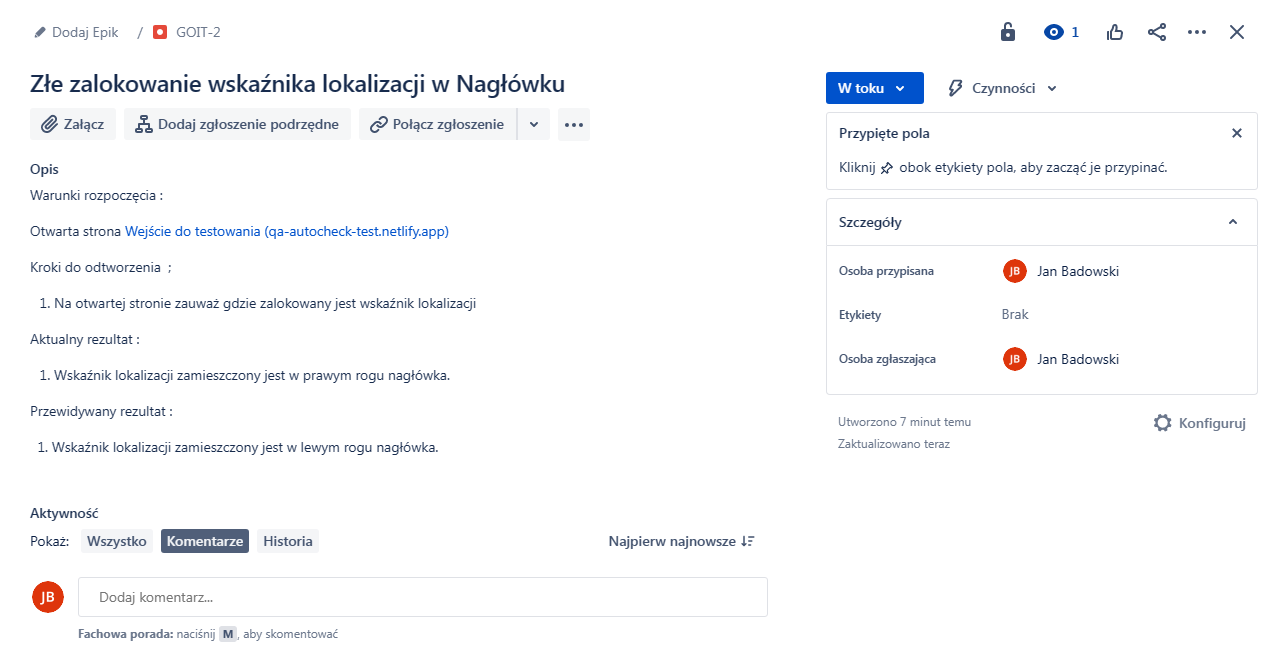 Dodaj Epik / GOIT-2
1
Złe zalokowanie wskaźnika lokalizacji w Nagłówku
Załącz
Dodaj zgłoszenie podrzędne
Połącz zgłoszenie
Opis
Warunki rozpoczęcia :
Otwarta strona Wejście do testowania (qa-autocheck-test.netlify.app)
Kroki do odtworzenia  ;
1. Na otwartej stronie zauważ gdzie zalokowany jest wskaźnik lokalizacji
Aktualny rezultat :
1. Wskaźnik lokalizacji zamieszczony jest w prawym rogu nagłówka.
Przewidywany rezultat :
1. Wskaźnik lokalizacji zamieszczony jest w lewym rogu nagłówka.
Aktywność
Pokaż: Wszystko Komentarze Historia Najpierw najnowsze
JB Dodaj komentarz...
Fachowa porada: naciśnij M, aby skomentować
W toku
Czynności
Przypięte pola
Kliknij obok etykiety pola, aby zacząć je przypinać.
Szczegóły
Osoba przypisana JB Jan Badowski
Etykiety Brak
Osoba zgłaszająca JB Jan Badowski
Utworzono 7 minut temu
Zaktualizowano teraz
Konfiguruj